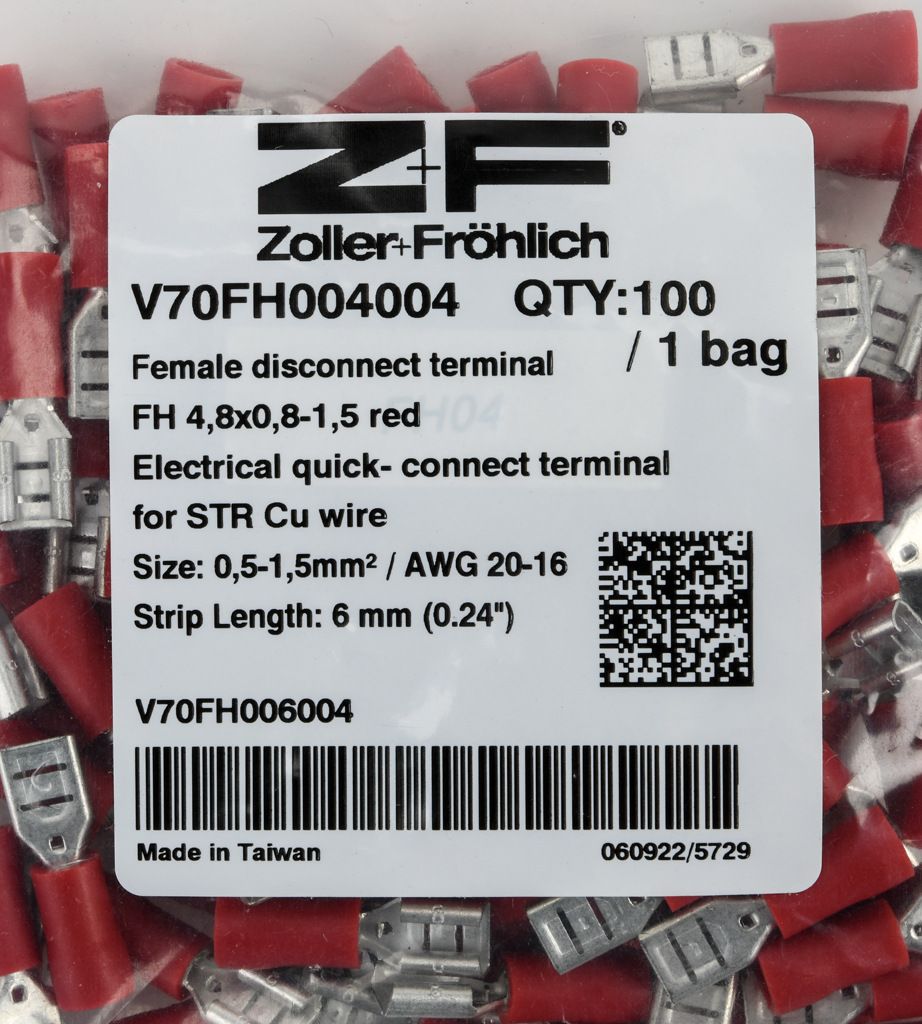 Z+F®
Zoller+Fröhlich
V70FH004004 QTY:100
/ 1 bag
Female disconnect terminal
FH 4,8x0,8-1,5 red
FH04
Electrical quick- connect terminal
for STR Cu wire
Size: 0,5-1,5mm² / AWG 20-16
Strip Length: 6 mm (0.24")
V70FH006004
Made in Taiwan 060922/5729